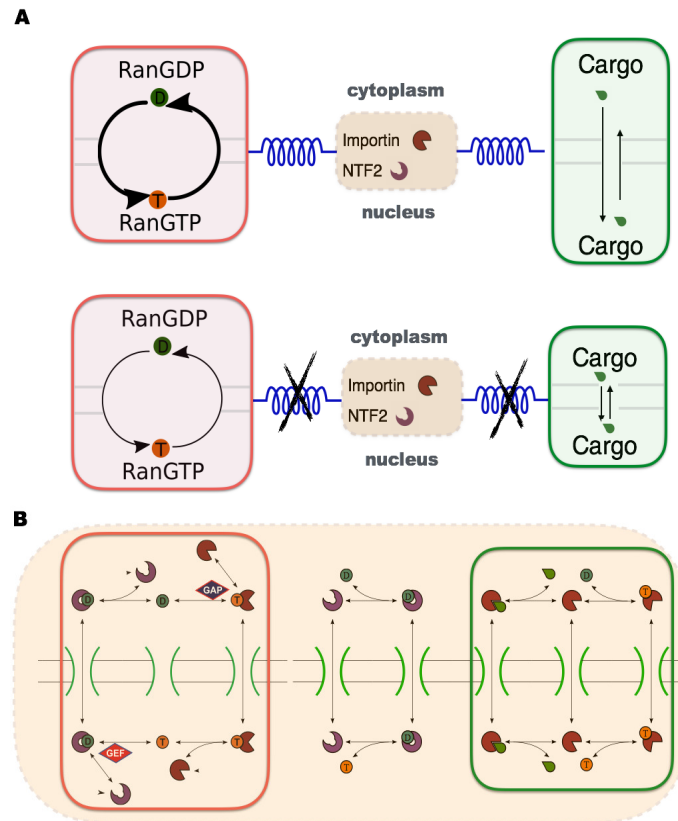 A
RanGDP
D
T
RanGTP
cytoplasm
Importin
NTF2
nucleus
Cargo
Cargo
RanGDP
D
T
RanGTP
cytoplasm
Importin
NTF2
nucleus
Cargo
Cargo
B
D
D
GAP
T
D
D
D
T
D
GEF
T
T
T
D
T
T